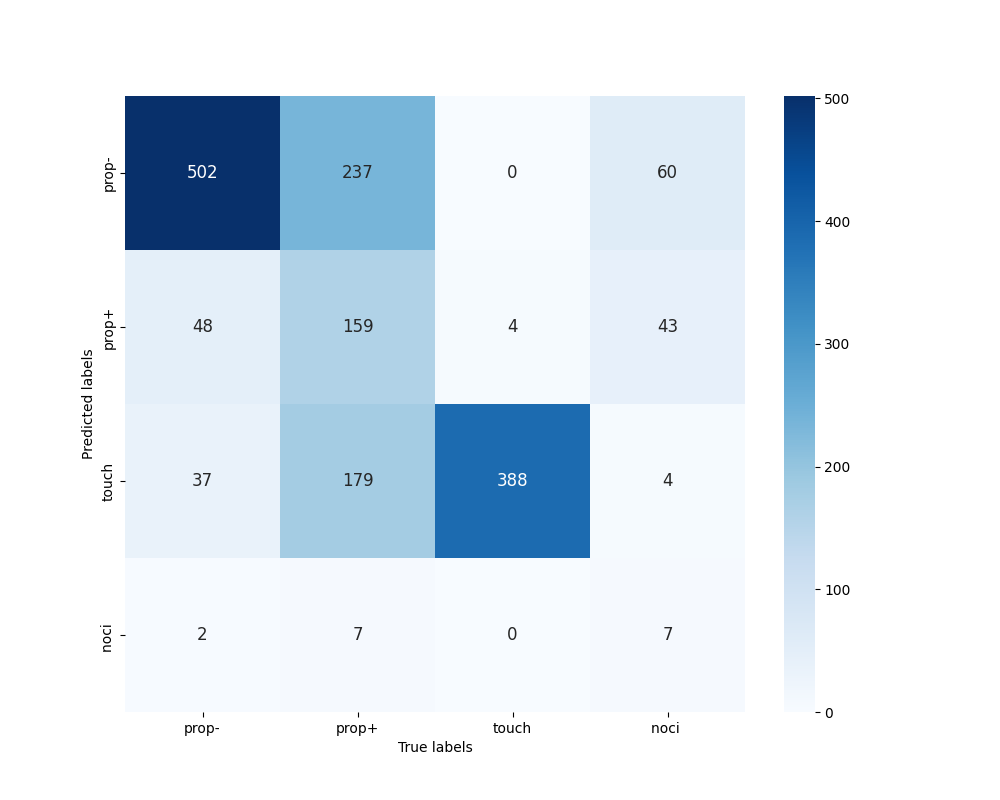 prop- 502 237 0 60 500
400
prop+ 48 159 4 43
300
Predicted labels
touch 37 179 388 4 200
100
noci 2 7 0 7
0
prop- prop+ touch noci
True labels